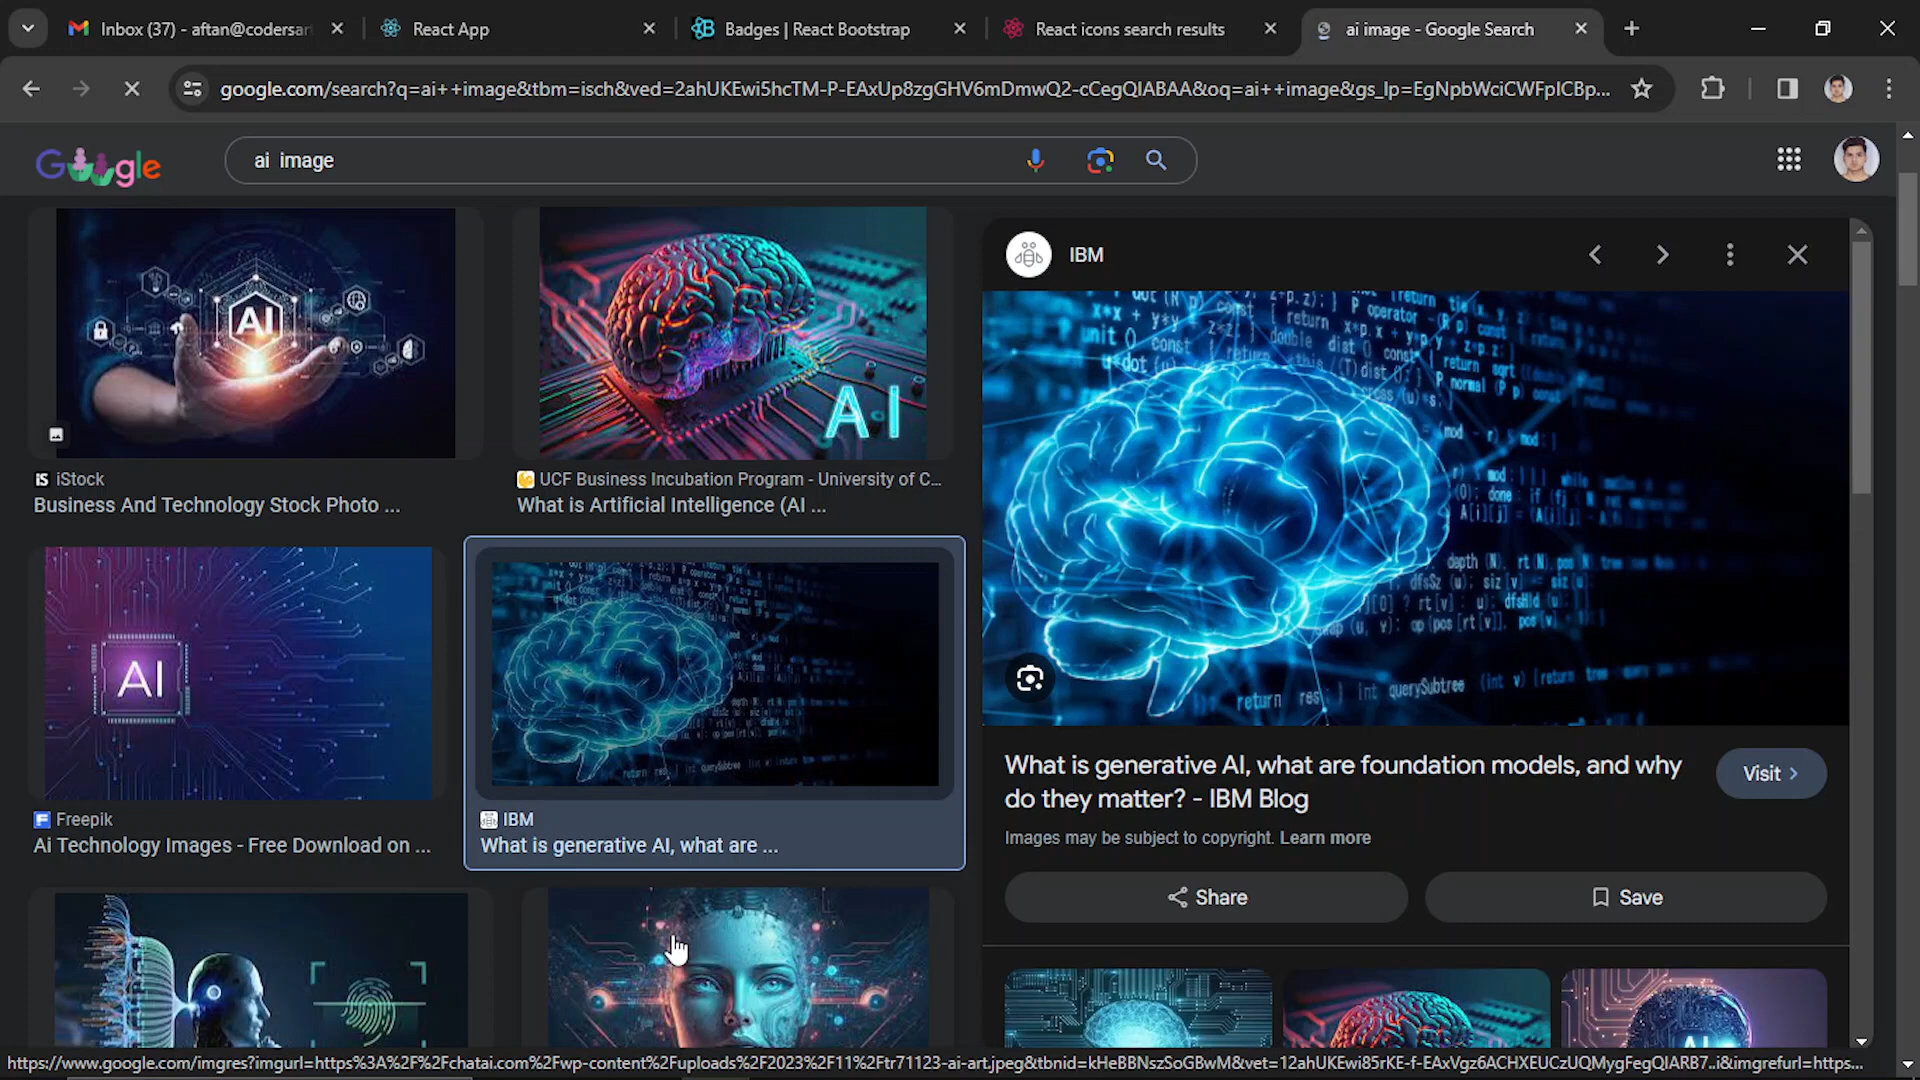 Inbox (37) - aftan@codersar
React App
Badges | React Bootstrap
React icons search results
ai image - Google Search
google.com/search?q=ai++image&tbm=isch&ved=2ahUKEwi5hcTM-P-EAxUp8zgGHV6mDmwQ2-cCegQIABAA&oq=ai++image&gs_lp=EgNpbWciCWFpICBp...
Google
ai image
AI
AI
IBM
iStock
Business And Technology Stock Photo ...
UCF Business Incubation Program - University of C...
What is Artificial Intelligence (AI ...
AI
IBM
What is generative AI, what are ...
Freepik
Ai Technology Images - Free Download on ...
What is generative AI, what are foundation models, and why
do they matter? - IBM Blog
Visit
Images may be subject to copyright. Learn more
Share
Save
AI
https://www.google.com/imgres?imgurl=https%3A%2F%2Fchatai.com%2Fwp-content%2Fuploads%2F2023%2F11%2Ftr71123-ai-art.jpeg&tbnid=kHeBBNszSoGBwM&vet=12ahUKEwi85rKE-f-EAxVgz6ACHXEUCzUQMygFegQIARB7..i&imgrefurl=https...